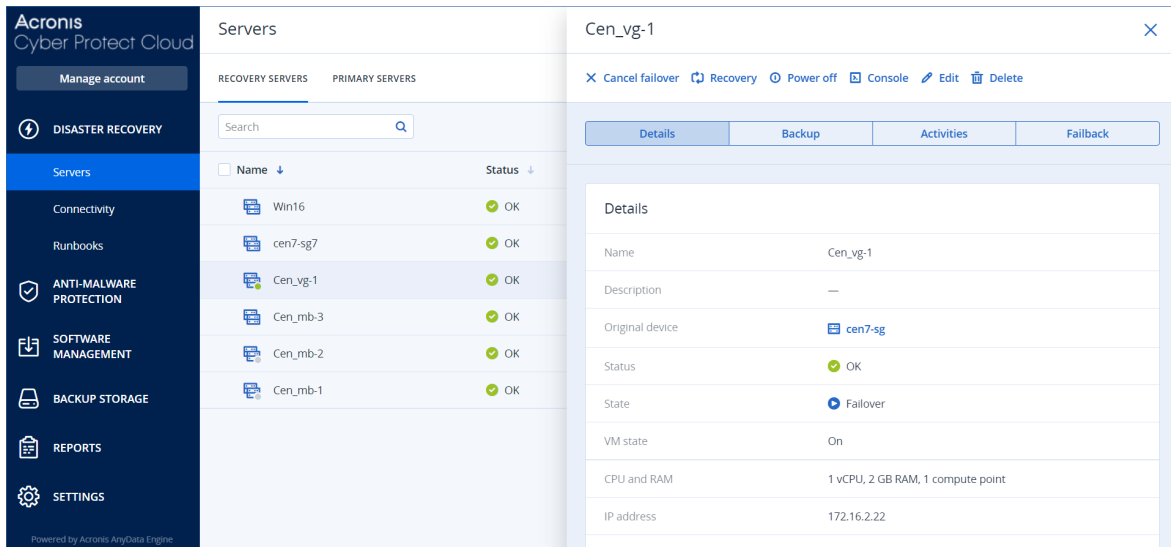 Acronis
Cyber Protect Cloud
Manage account
DISASTER RECOVERY
Servers
Connectivity
Runbooks
ANTI-MALWARE
PROTECTION
SOFTWARE
MANAGEMENT
BACKUP STORAGE
REPORTS
SETTINGS
Powered by Acronis AnyData Engine
Servers
RECOVERY SERVERS PRIMARY SERVERS
Search
Name Status
Win16 OK
cen7-sg7 OK
Cen_vg-1 OK
Cen_mb-3 OK
Cen_mb-2 OK
Cen_mb-1 OK
Cen_vg-1
Cancel failover Recovery Power off Console Edit Delete
Details Backup Activities Failback
Details
Name Cen_vg-1
Description —
Original device cen7-sg
Status OK
State Failover
VM state On
CPU and RAM 1 vCPU, 2 GB RAM, 1 compute point
IP address 172.16.2.22